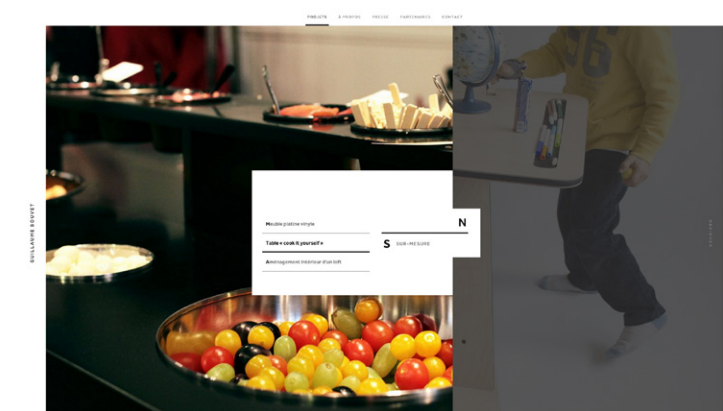 PROJETS À PROPOS PRESSE PARTENAIRES CONTACT
GUILLAUME BOUVET
Meuble platine vinyle
Table « cook it yourself »
Aménagement intérieur d'un loft
N
S SUR-MESURE
26